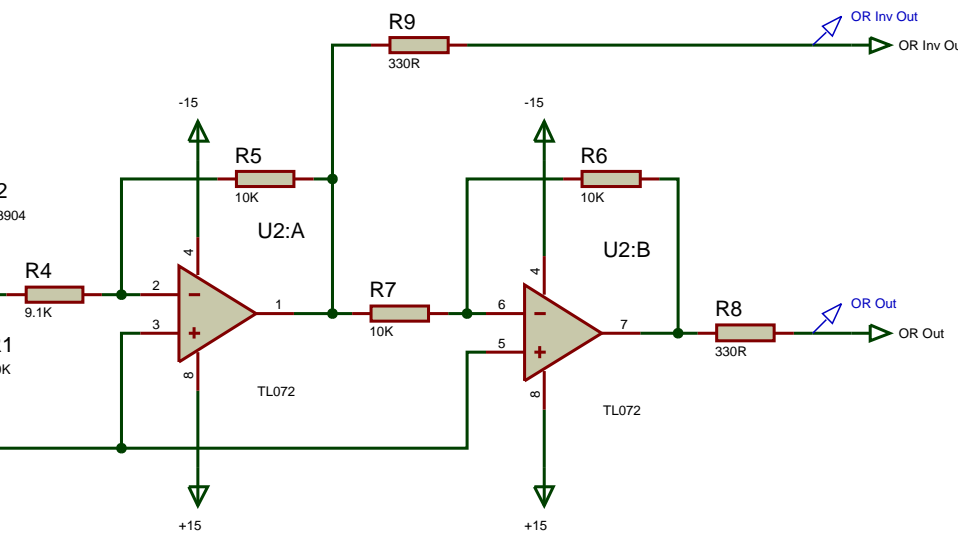 R9
330R
OR Inv Out
OR Inv Ou
-15
-15
R5
10K
R6
10K
2
3904
U2:A
U2:B
4
4
R4
9.1K
2
3
1
R7
10K
6
5
7
R8
330R
OR Out
OR Out
1
0K
8
8
TL072
TL072
+15
+15